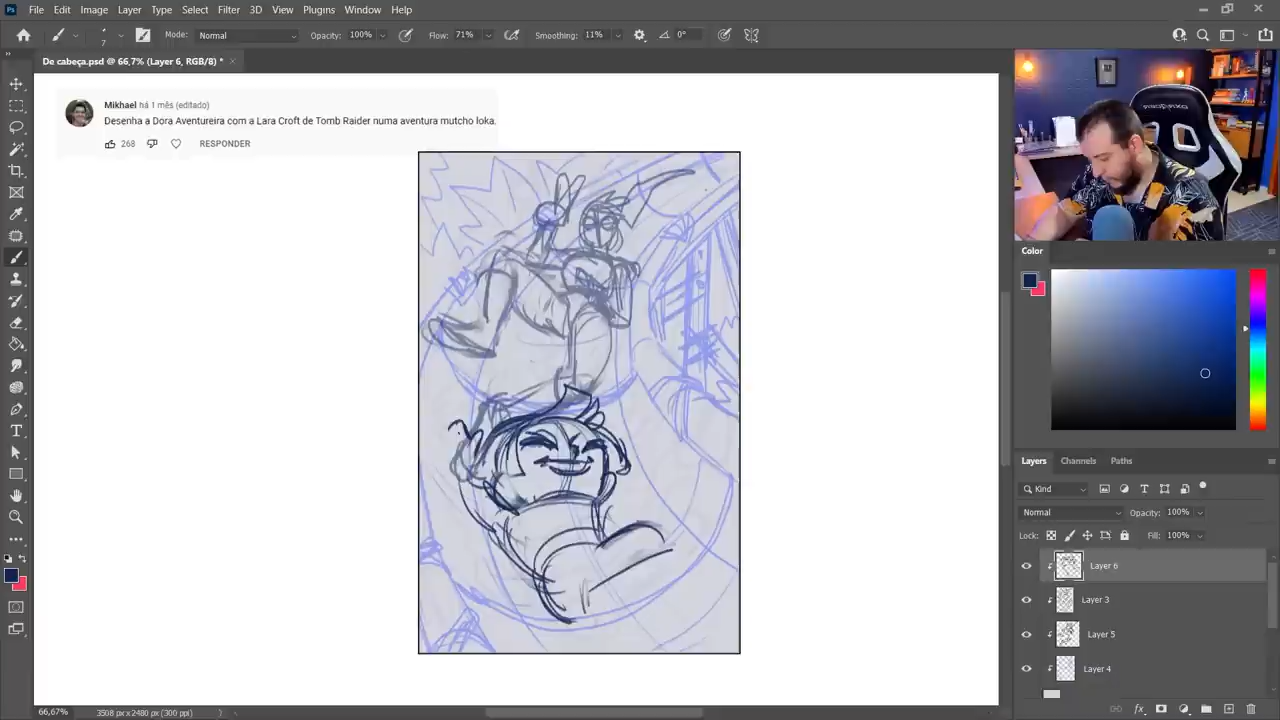 Ps File Edit Image Layer Type Select Filter 3D View Plugins Window Help
7 Mode: Normal Opacity: 100% Flow: 71% Smoothing: 11% 0°
De cabeça.psd @ 66,7% (Layer 6, RGB/8) *
Mikhael há 1 mês (editado)
Desenha a Dora Aventureira com a Lara Croft de Tomb Raider numa aventura mutcho loka.
268 RESPONDER
Color
Layers Channels Paths
Kind
Normal Opacity: 100%
Lock: Fill: 100%
Layer 6
Layer 3
Layer 5
Layer 4
66,67% 3508 px x 2480 px (300 ppi)